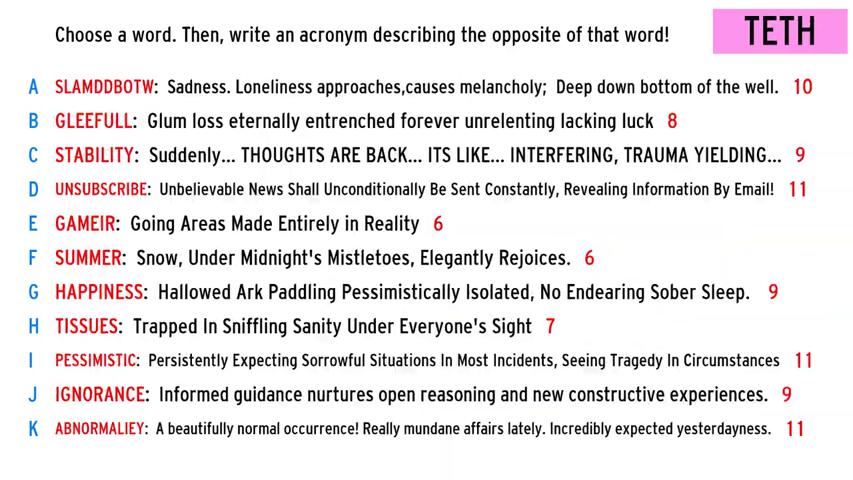 Choose a word. Then, write an acronym describing the opposite of that word!
TETH
A SLAMDDBOTW: Sadness. Loneliness approaches,causes melancholy; Deep down bottom of the well. 10
B GLEEFULL: Glum loss eternally entrenched forever unrelenting lacking luck 8
C STABILITY: Suddenly... THOUGHTS ARE BACK... ITS LIKE... INTERFERING, TRAUMA YIELDING... 9
D UNSUBSCRIBE: Unbelievable News Shall Unconditionally Be Sent Constantly, Revealing Information By Email! 11
E GAMEIR: Going Areas Made Entirely in Reality 6
F SUMMER: Snow, Under Midnight's Mistletoes, Elegantly Rejoices. 6
G HAPPINESS: Hallowed Ark Paddling Pessimistically Isolated, No Endearing Sober Sleep. 9
H TISSUES: Trapped In Sniffling Sanity Under Everyone's Sight 7
I PESSIMISTIC: Persistently Expecting Sorrowful Situations In Most Incidents, Seeing Tragedy In Circumstances 11
J IGNORANCE: Informed guidance nurtures open reasoning and new constructive experiences. 9
K ABNORMALIEY: A beautifully normal occurrence! Really mundane affairs lately. Incredibly expected yesterdayness. 11